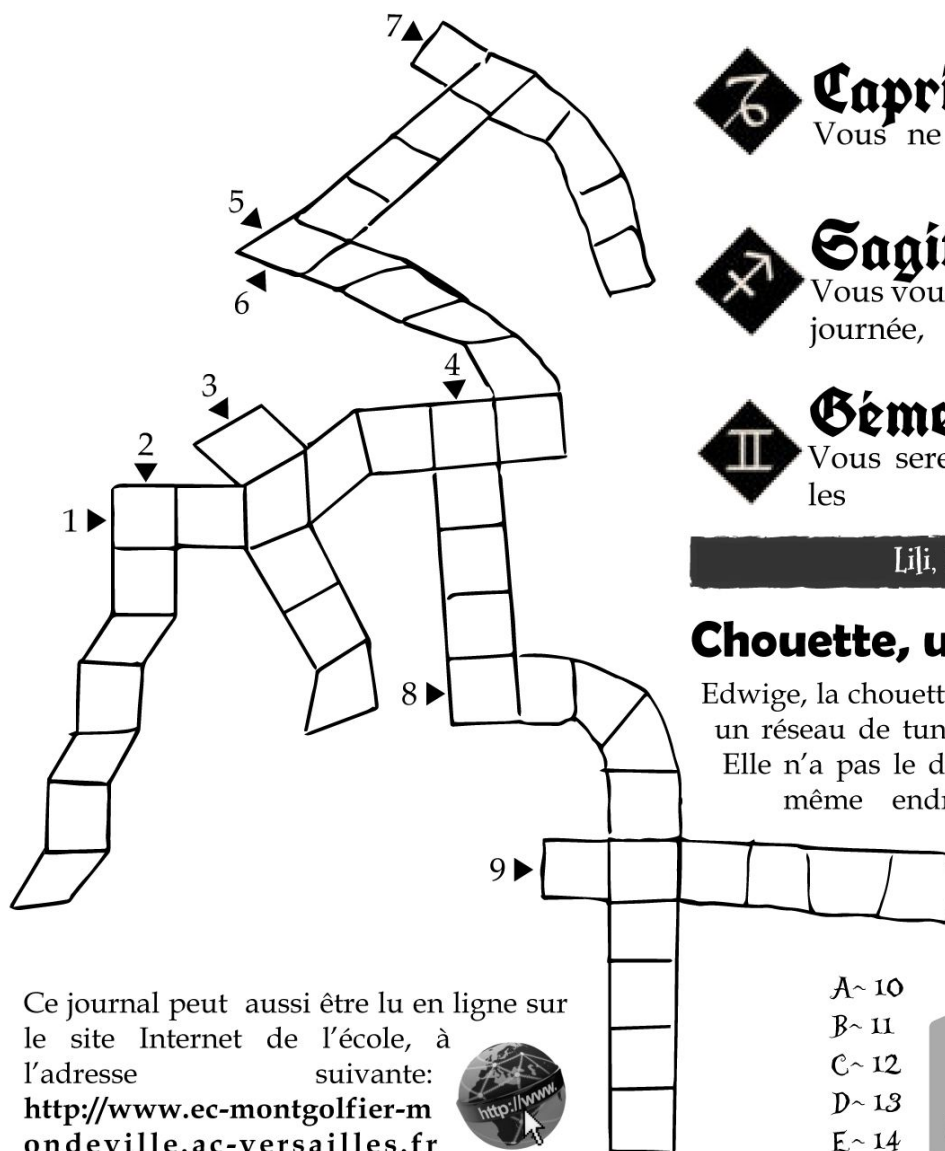 7
5
6
4
3
2
1
8
9
Capri
Vous ne
Sagi
Vous vou
journée,
Géme
Vous sere
les
Lili,
Chouette, u
Edwige, la chouett
un réseau de tun
Elle n'a pas le d
même endr
Ce journal peut aussi être lu en ligne sur
le site Internet de l'école, à
l'adresse suivante:
http://www.ec-montgolfier-m
ondeville.ac-versailles.fr
http://www.
A~ 10
B~ 11
C~ 12
D~ 13
E~ 14